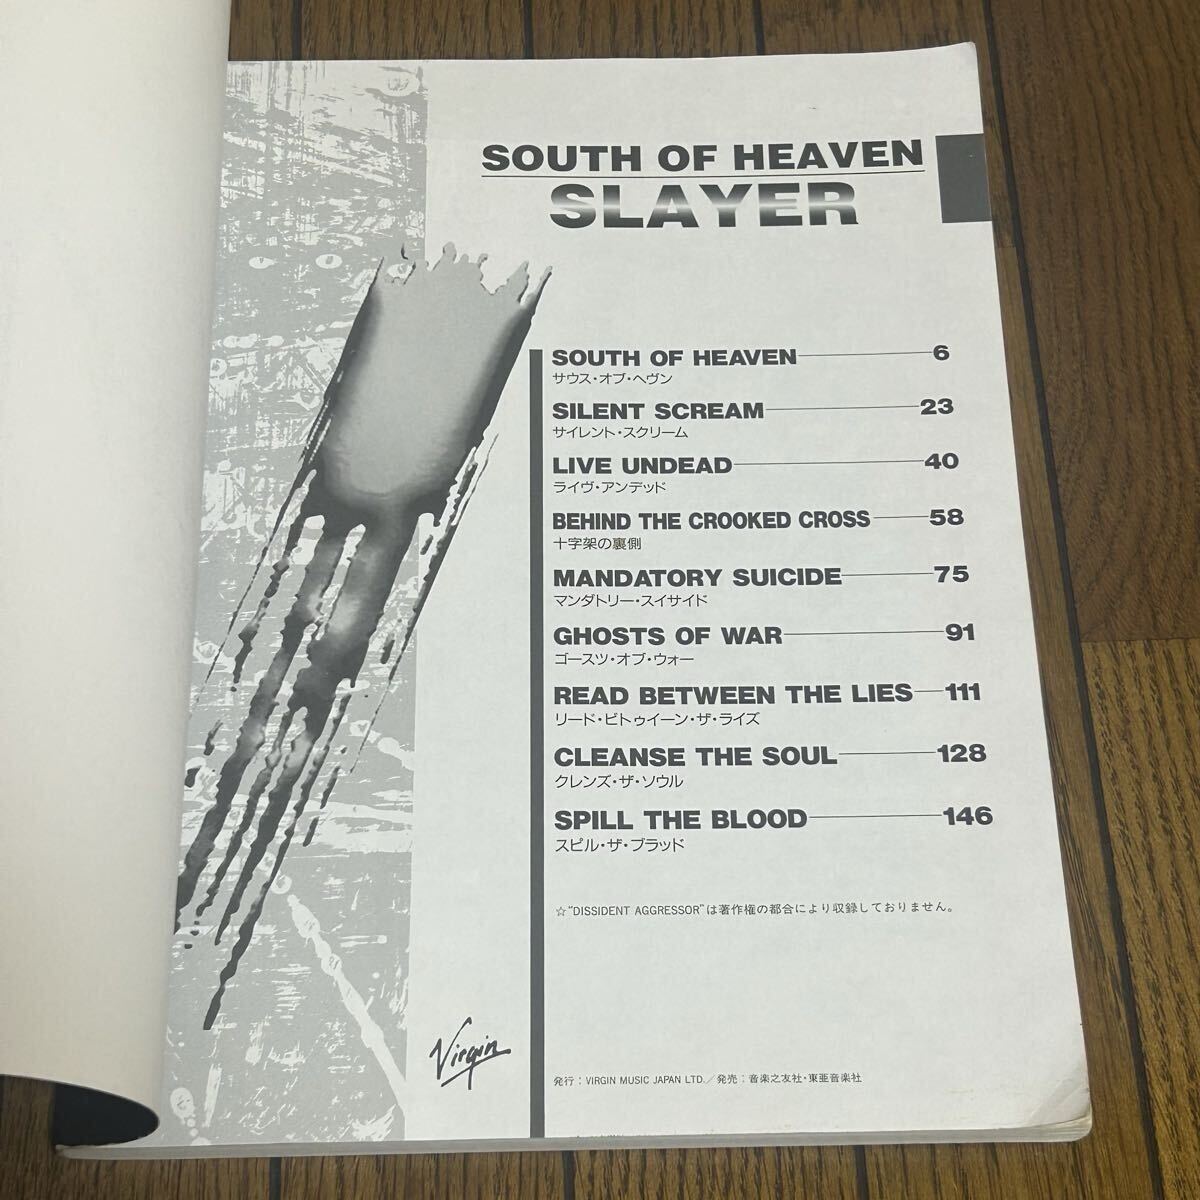 SOUTH OF HEAVEN
SLAYER
SOUTH OF HEAVEN 6
サウス・オブ・ヘヴン
SILENT SCREAM 23
サイレント・スクリーム
LIVE UNDEAD 40
ライヴ・アンデッド
BEHIND THE CROOKED CROSS 58
十字架の裏側
MANDATORY SUICIDE 75
マンダトリー・スイサイド
GHOSTS OF WAR 91
ゴースツ・オブ・ウォー
READ BETWEEN THE LIES 111
リード・ビトゥイーン・ザ・ライズ
CLEANSE THE SOUL 128
クレンズ・ザ・ソウル
SPILL THE BLOOD 146
スピル・ザ・ブラッド
☆“DISSIDENT AGGRESSOR”は著作権の都合により収録しておりません。
Virgin
発行：VIRGIN MUSIC JAPAN LTD.／発売：音楽之友社・東亜音楽社